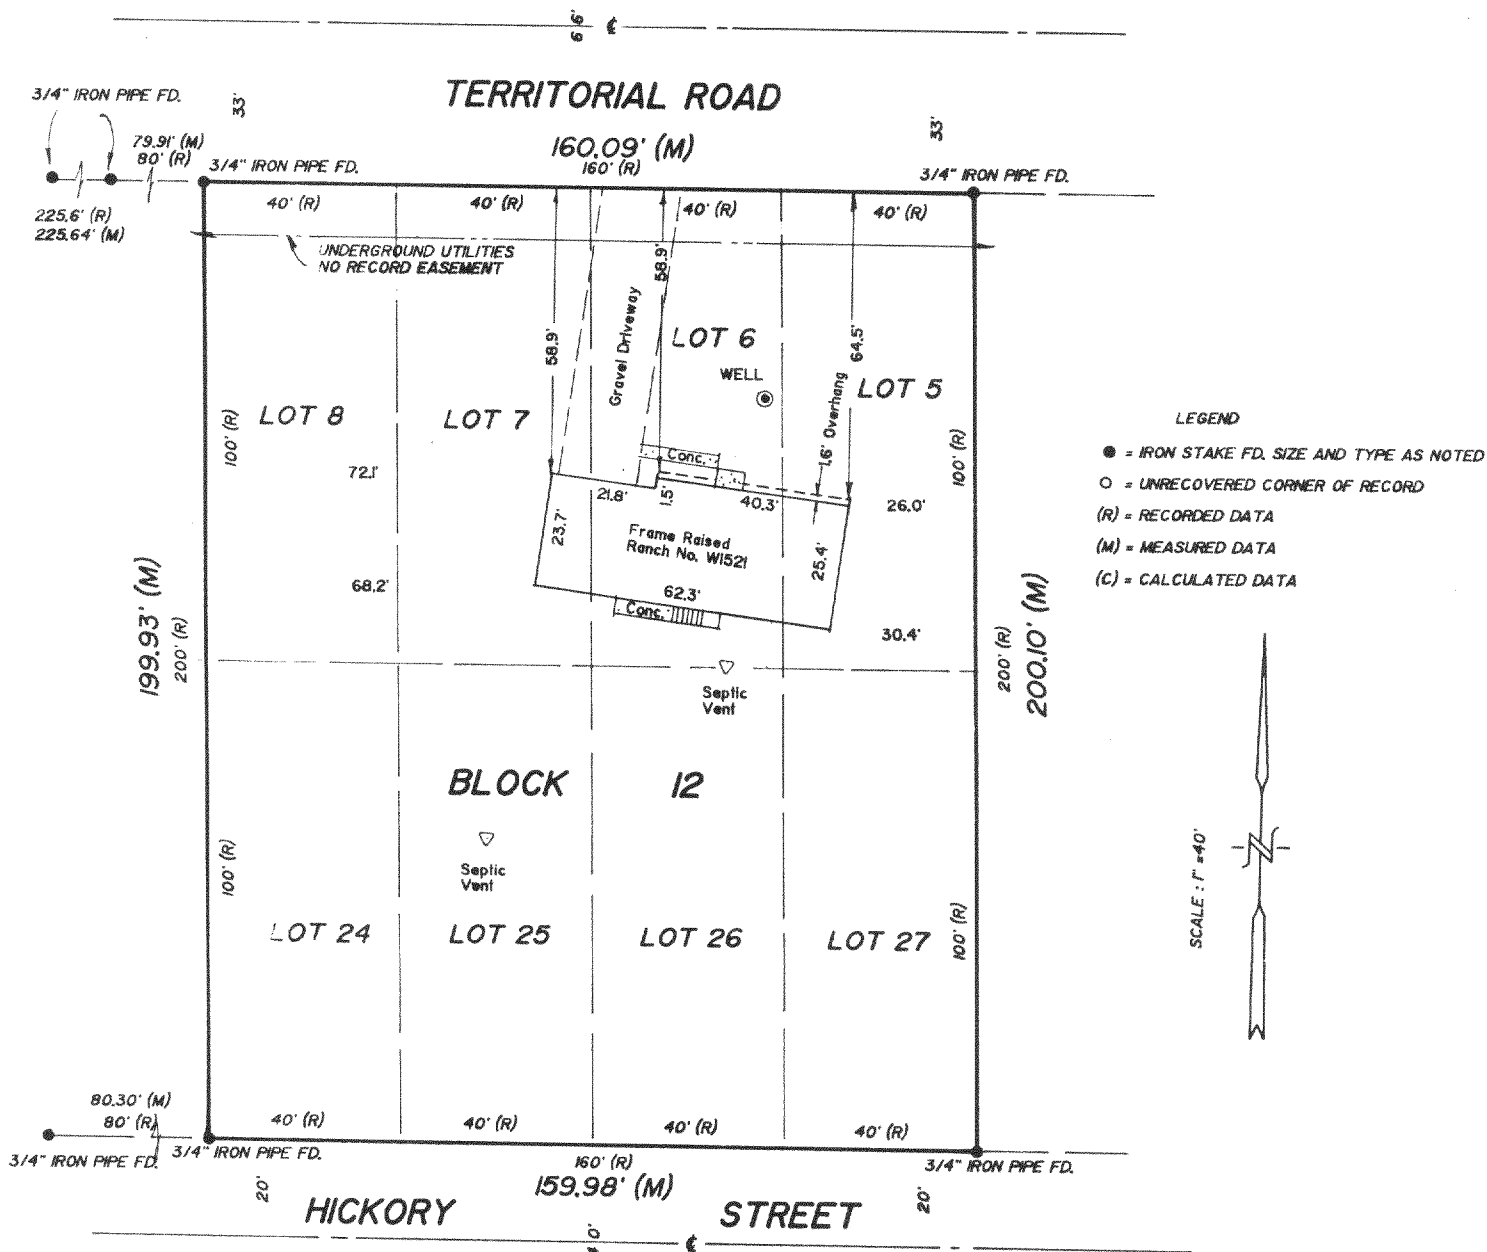 66'
℄
TERRITORIAL ROAD
3/4" IRON PIPE FD.
33'
33'
79.91' (M)
80' (R)
160.09' (M)
160' (R)
3/4" IRON PIPE FD.
3/4" IRON PIPE FD.
225.6' (R)
225.64' (M)
40' (R)
40' (R)
40' (R)
40' (R)
UNDERGROUND UTILITIES
NO RECORD EASEMENT
58.9'
58.9'
64.5'
Gravel Driveway
LOT 6
WELL
1.6' Overhang
LOT 5
LOT 8
LOT 7
100' (R)
100' (R)
LEGEND
= IRON STAKE FD. SIZE AND TYPE AS NOTED
= UNRECOVERED CORNER OF RECORD
(R) = RECORDED DATA
(M) = MEASURED DATA
(C) = CALCULATED DATA
Conc.
72.1'
21.8'
1.5'
40.3'
26.0'
23.7'
Frame Raised
Ranch No. W1521
25.4'
68.2'
62.3'
Conc.
30.4'
199.93' (M)
200' (R)
200' (R)
200.10' (M)
Septic
Vent
BLOCK 12
Septic
Vent
SCALE : 1" =40'
100' (R)
100' (R)
LOT 24
LOT 25
LOT 26
LOT 27
80.30' (M)
80' (R)
40' (R)
40' (R)
40' (R)
40' (R)
3/4" IRON PIPE FD.
3/4" IRON PIPE FD.
160' (R)
159.98' (M)
3/4" IRON PIPE FD.
20'
20'
HICKORY STREET
℄